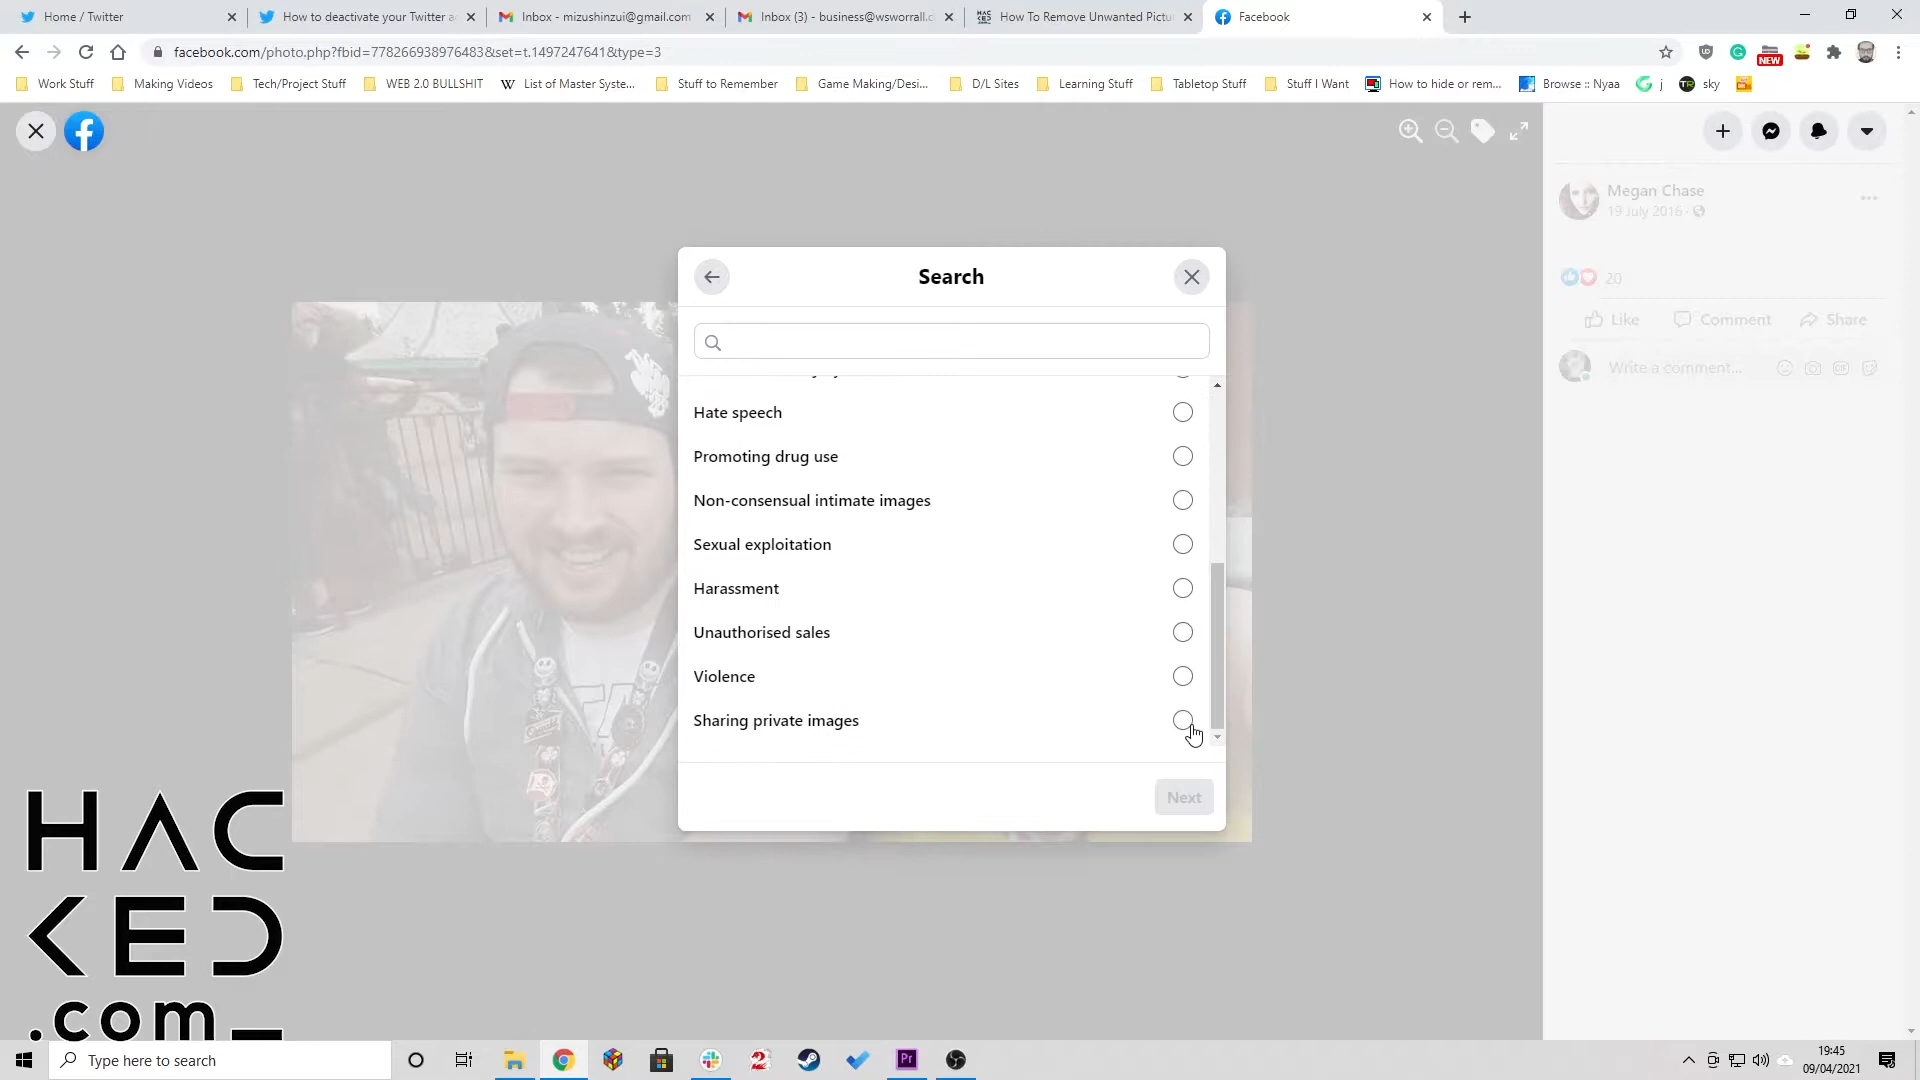 Home / Twitter
How to deactivate your Twitter a
Inbox - mizushinzui@gmail.com
Inbox (3) - business@wsworrall.c
How To Remove Unwanted Pictu
Facebook
facebook.com/photo.php?fbid=778266938976483&set=t.1497247641&type=3
NEW
Work Stuff
Making Videos
Tech/Project Stuff
WEB 2.0 BULLSHIT
List of Master Syste...
Stuff to Remember
Game Making/Desi...
D/L Sites
Learning Stuff
Tabletop Stuff
Stuff I Want
How to hide or rem...
Browse :: Nyaa
j
sky
Megan Chase
19 July 2016 ·
20
Like
Comment
Share
Write a comment...
Search
Hate speech
Promoting drug use
Non-consensual intimate images
Sexual exploitation
Harassment
Unauthorised sales
Violence
Sharing private images
Next
HAC
KED
.com_
Type here to search
Pr
19:45
09/04/2021